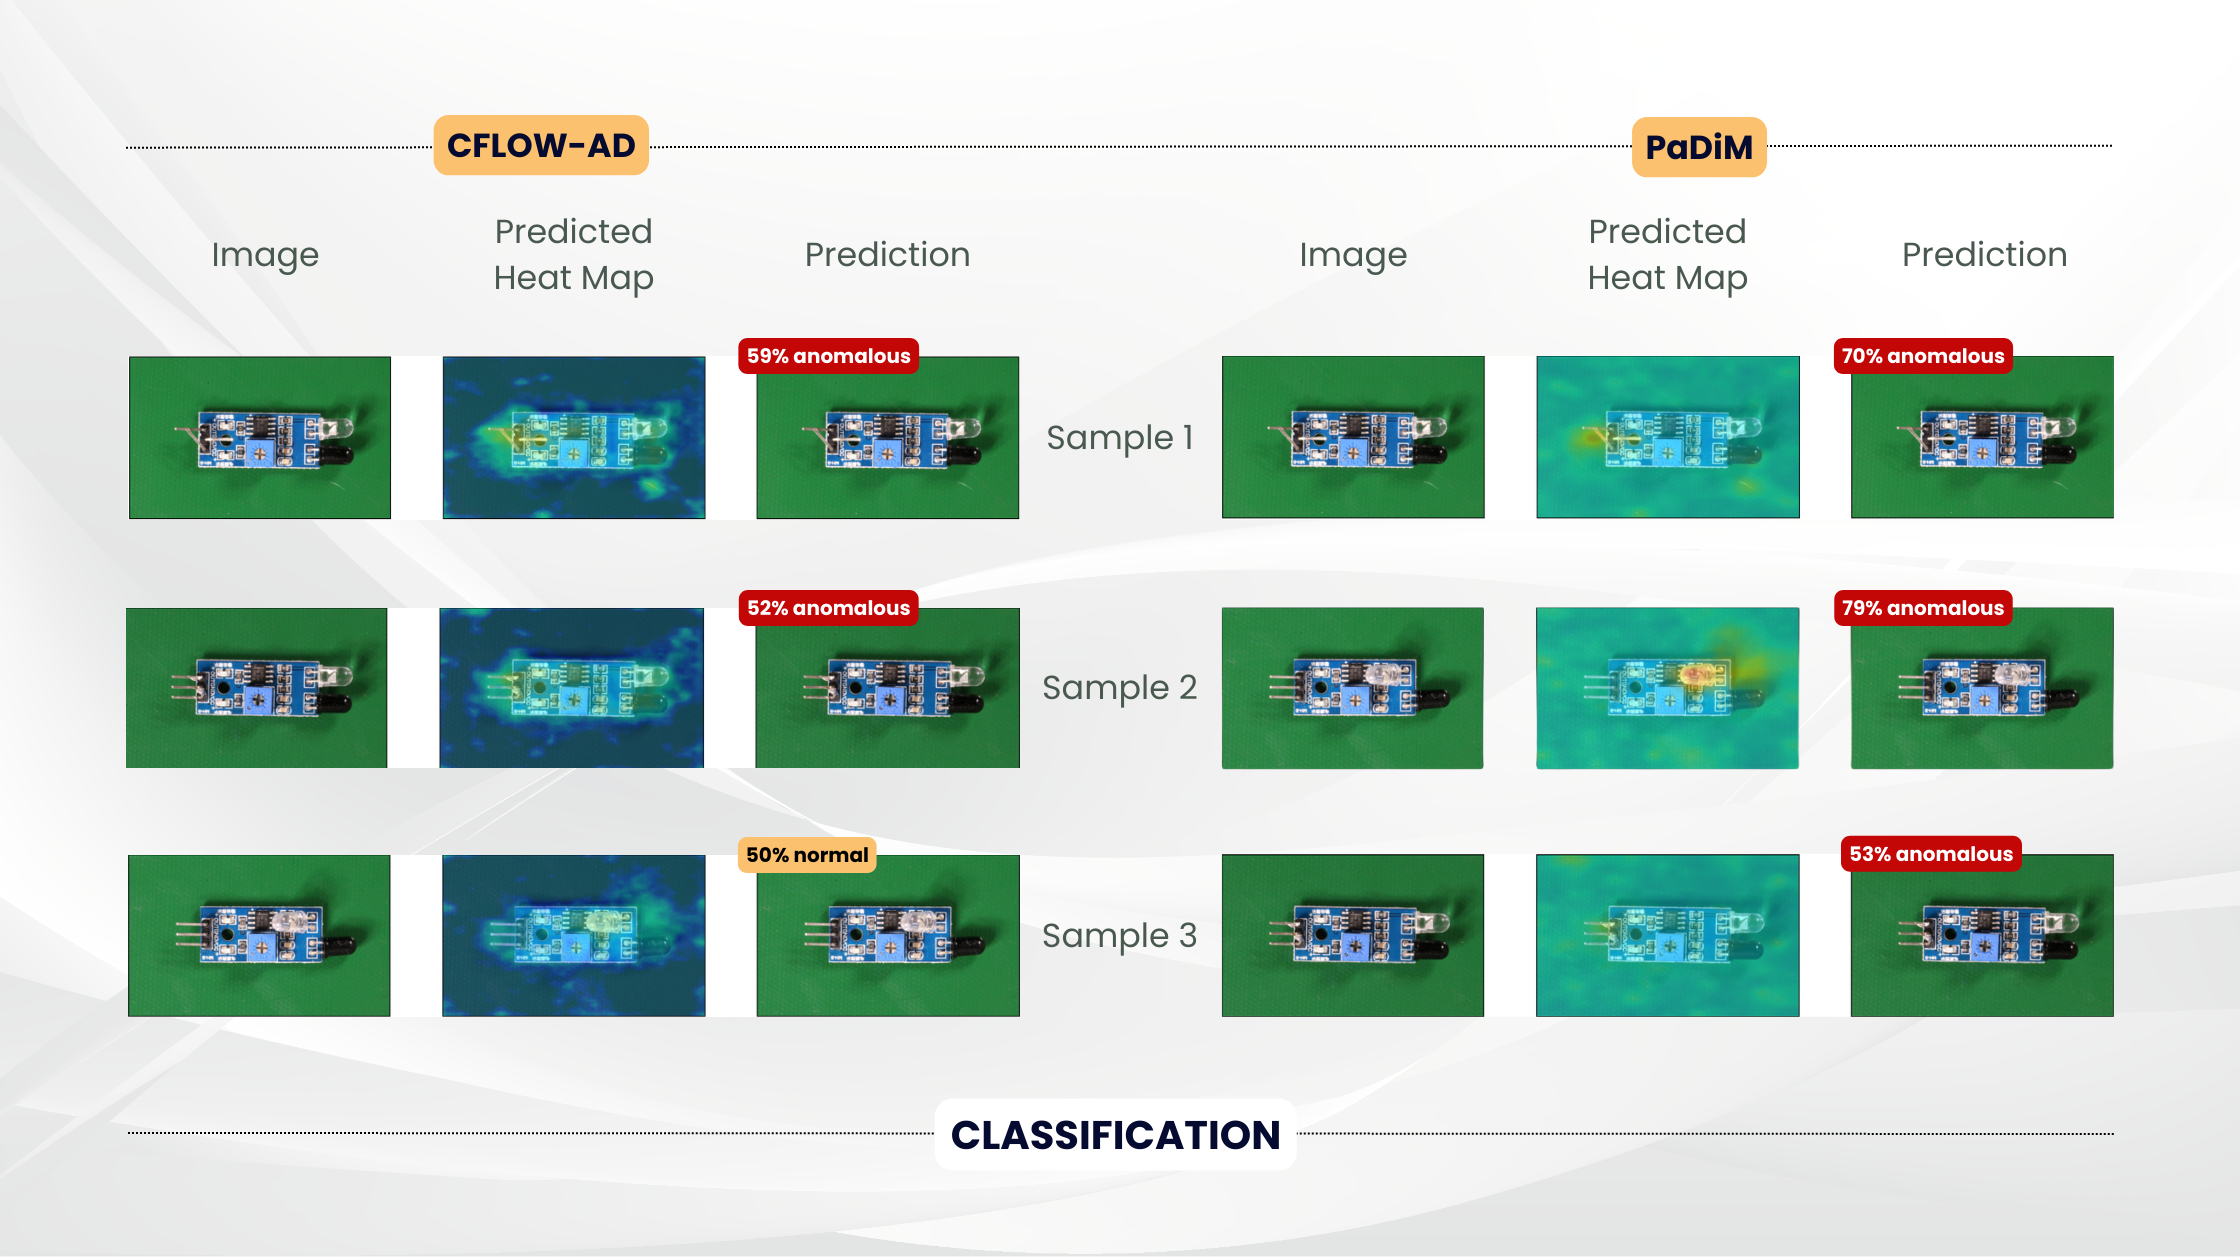 CFLOW-AD
PaDiM
Image
Predicted
Heat Map
Prediction
Image
Predicted
Heat Map
Prediction
59% anomalous
Sample 1
70% anomalous
52% anomalous
Sample 2
79% anomalous
50% normal
Sample 3
53% anomalous
CLASSIFICATION